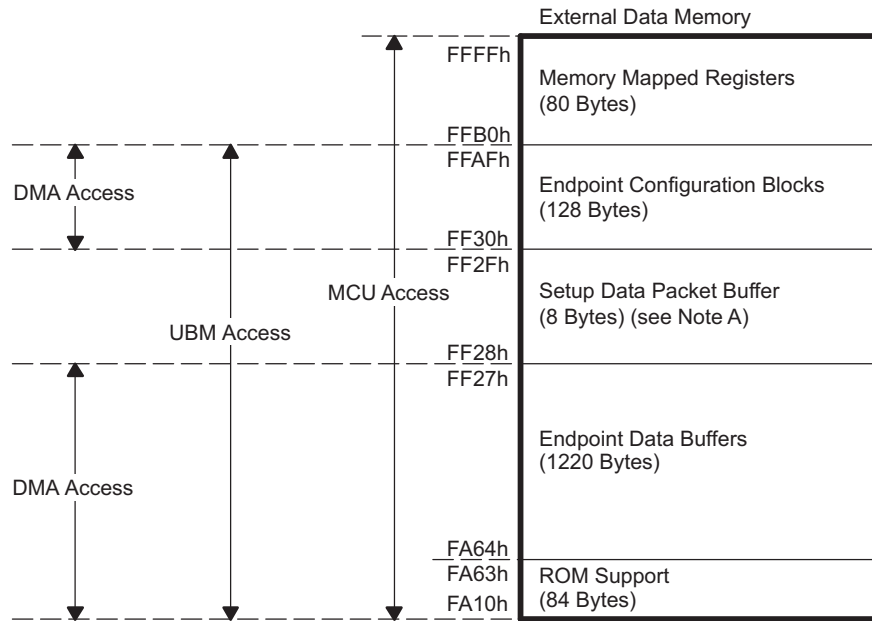 External Data Memory
FFFFh
Memory Mapped Registers
(80 Bytes)
FFB0h
FFAFh
DMA Access
Endpoint Configuration Blocks
(128 Bytes)
FF30h
FF2Fh
MCU Access
Setup Data Packet Buffer
(8 Bytes) (see Note A)
UBM Access
FF28h
FF27h
Endpoint Data Buffers
(1220 Bytes)
DMA Access
FA64h
FA63h
ROM Support
(84 Bytes)
FA10h